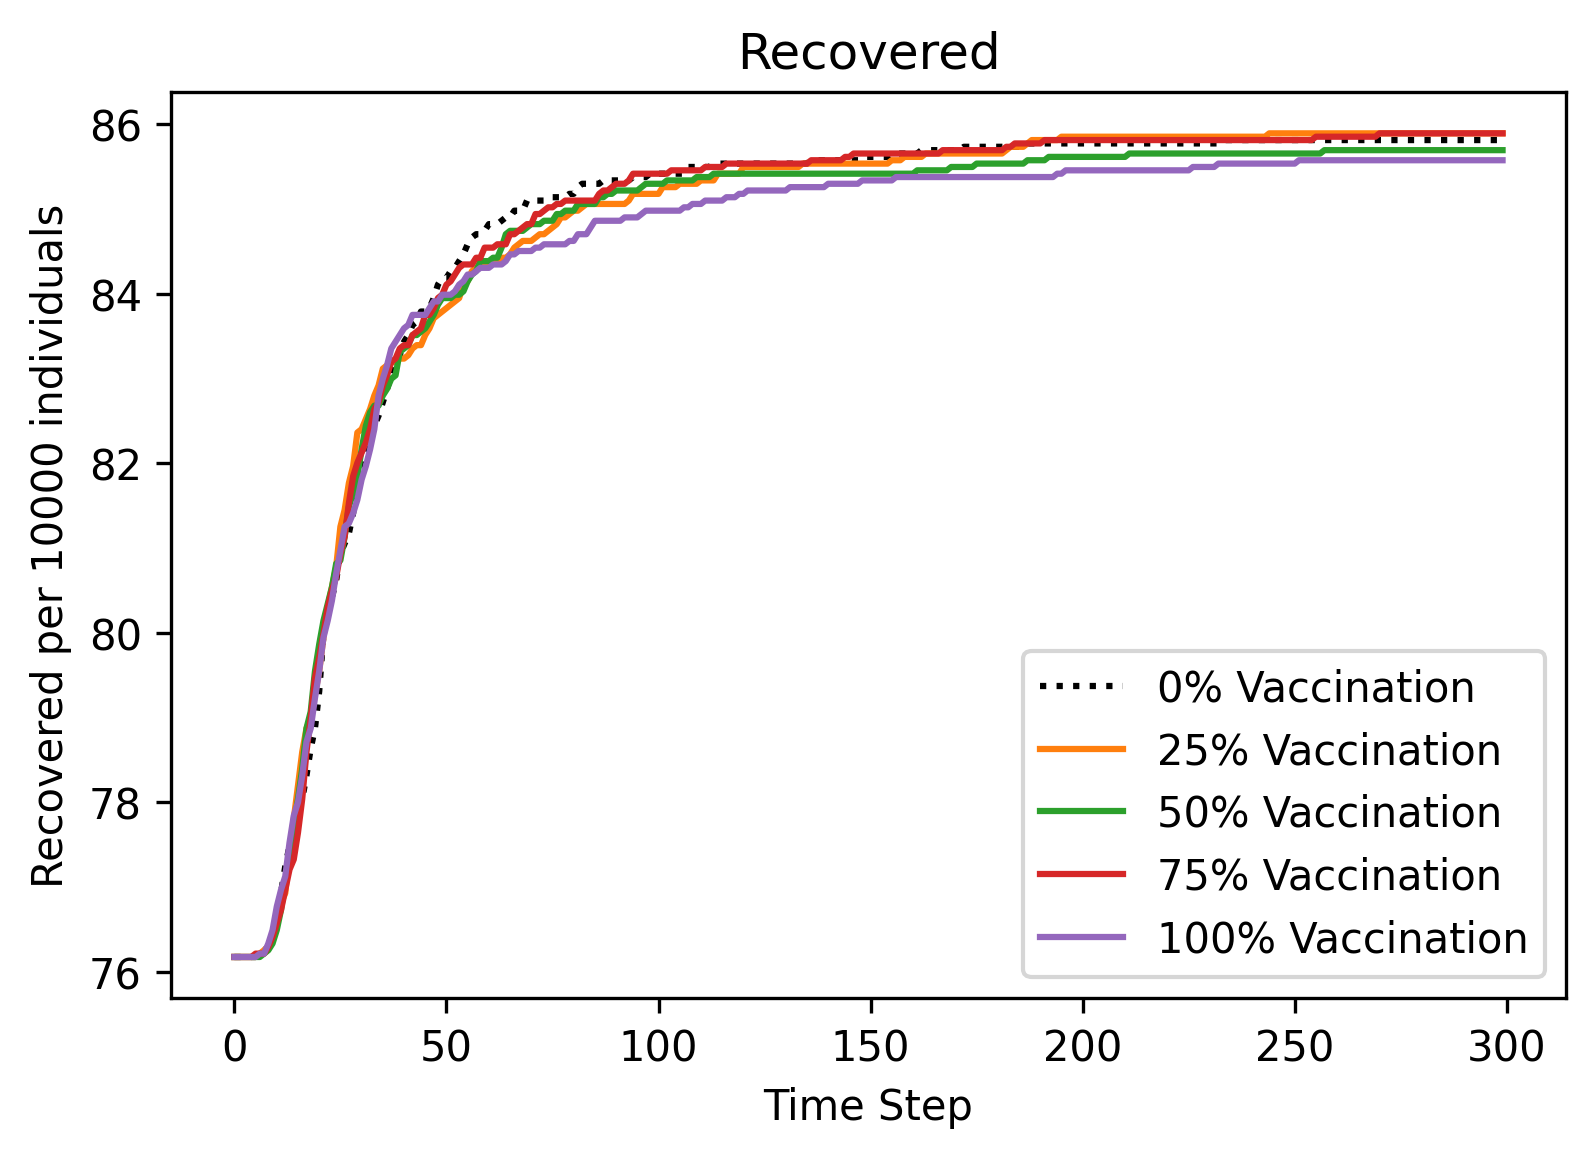 Recovered
Recovered per 10000 individuals
86
84
82
80
78
76
0% Vaccination
25% Vaccination
50% Vaccination
75% Vaccination
100% Vaccination
0 50 100 150 200 250 300
Time Step